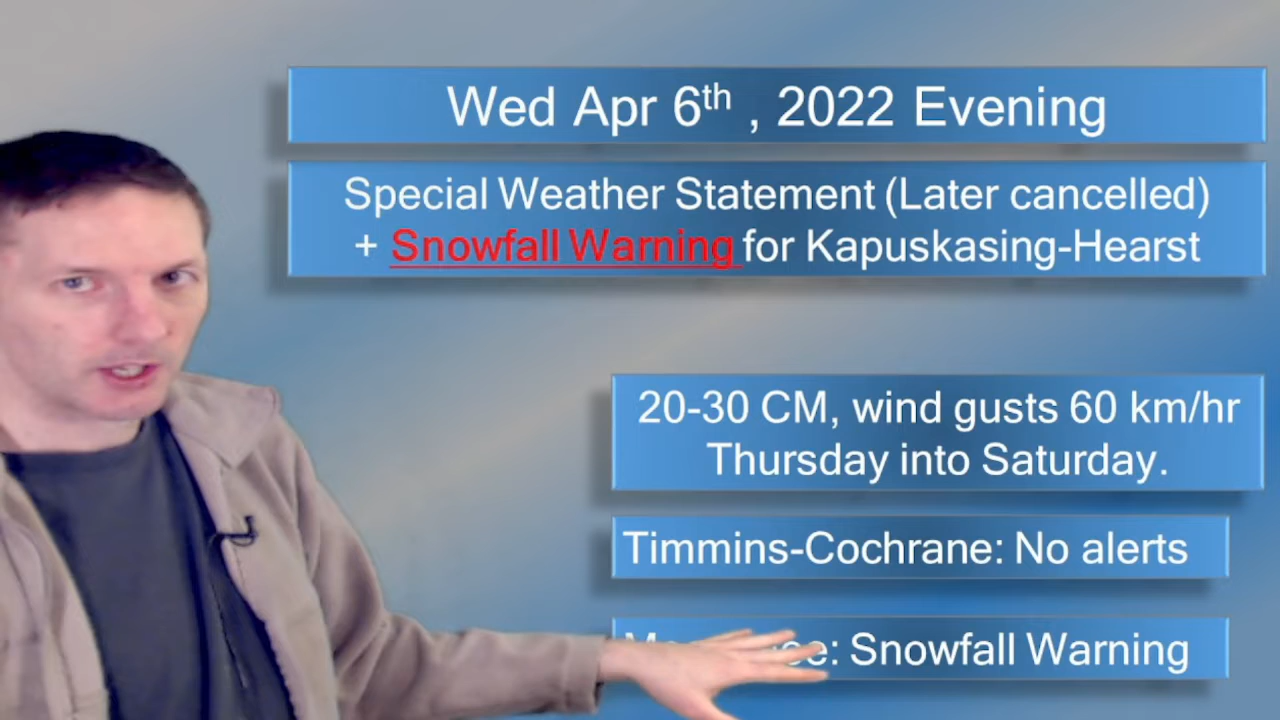 Wed Apr 6th , 2022 Evening
Special Weather Statement (Later cancelled)
+ Snowfall Warning for Kapuskasing-Hearst
20-30 CM, wind gusts 60 km/hr
Thursday into Saturday.
Timmins-Cochrane: No alerts
Snowfall Warning